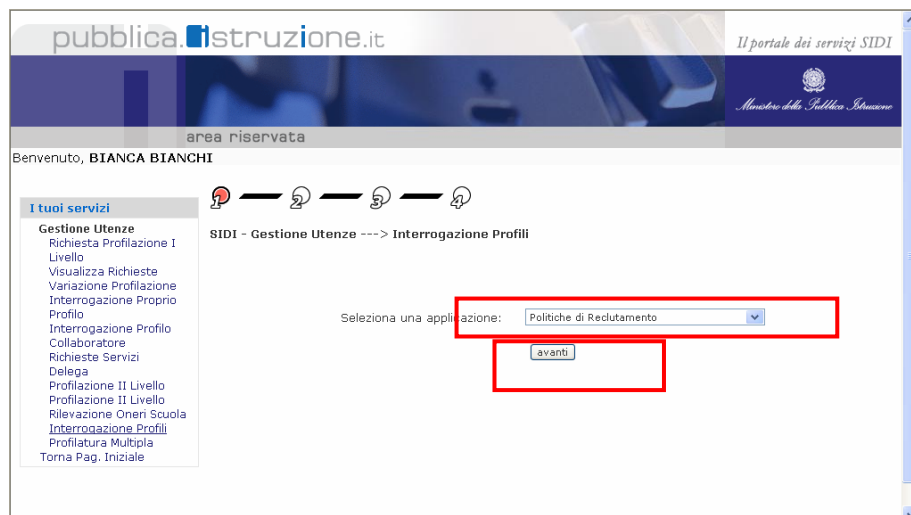 pubblica.istruzione.it
Il portale dei servizi SIDI
Ministero della Pubblica Istruzione
area riservata
Benvenuto, BIANCA BIANCHI
1 2 3 4
I tuoi servizi
Gestione Utenze
Richiesta Profilazione I
Livello
Visualizza Richieste
Variazione Profilazione
Interrogazione Proprio
Profilo
Interrogazione Profilo
Collaboratore
Richieste Servizi
Delega
Profilazione II Livello
Profilazione II Livello
Rilevazione Oneri Scuola
Interrogazione Profili
Profilatura Multipla
Torna Pag. Iniziale
SIDI - Gestione Utenze ---> Interrogazione Profili
Seleziona una applicazione: Politiche di Reclutamento
avanti